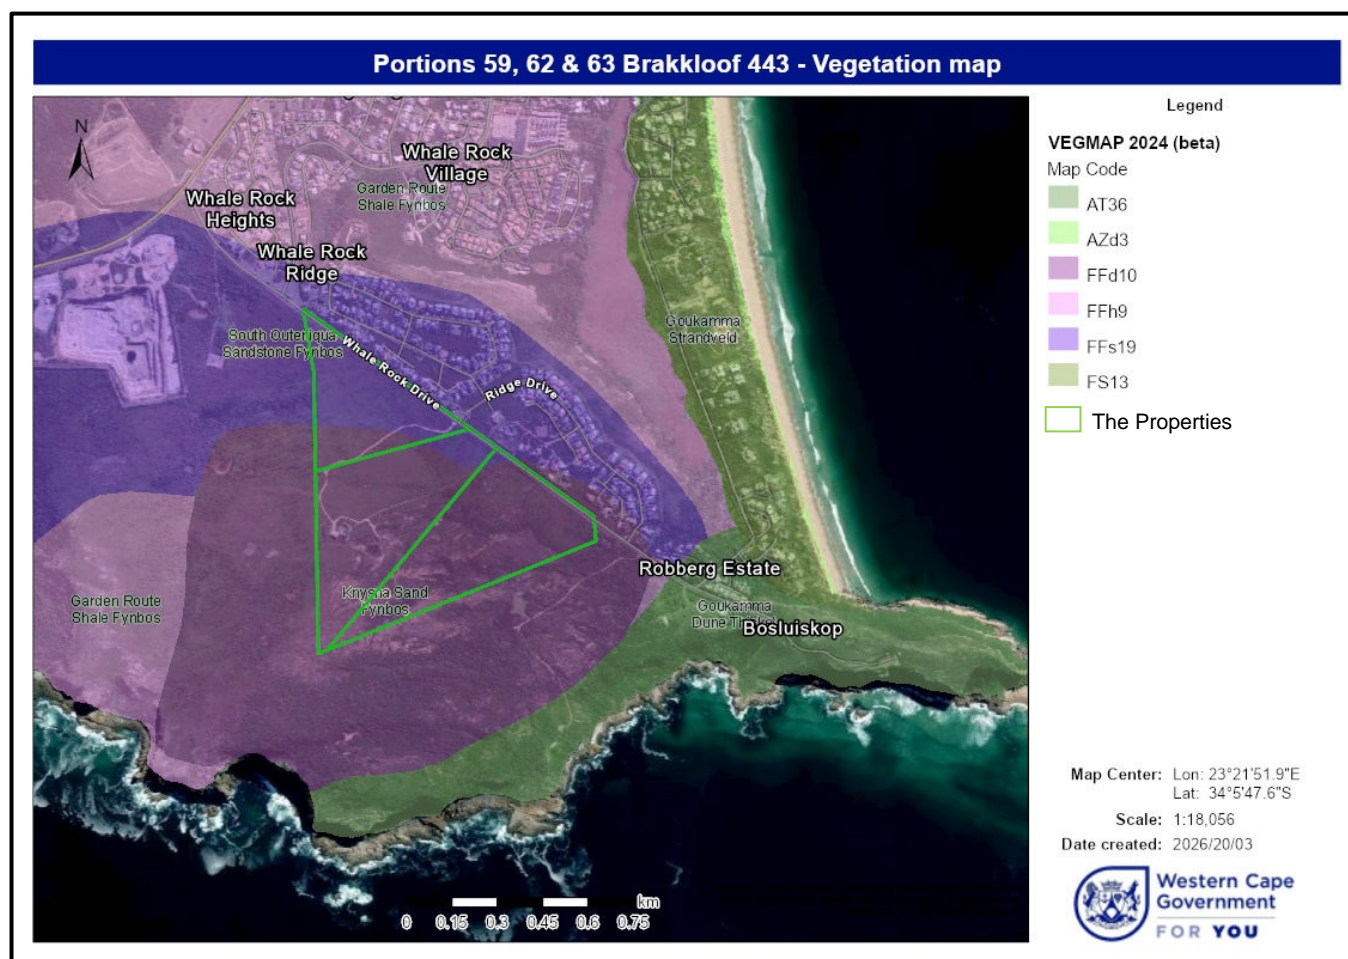 Portions 59, 62 & 63 Brakkloof 443 - Vegetation map
N
Whale Rock
Village
Garden Route
Shale Fynbos
Whale Rock
Heights
Whale Rock
Ridge
South Outeniqua
Sandstone Fynbos
Whale Rock Drive
Ridge Drive
Goukamma
Strandveld
Knysna Sand
Fynbos
Garden Route
Shale Fynbos
Robberg Estate
Goukamma
Dune
Bosluiskop
km
0 0.15 0.3 0.45 0.6 0.75
Legend
VEGMAP 2024 (beta)
Map Code
AT36
AZd3
FFd10
FFh9
FFs19
FS13
The Properties
Map Center: Lon: 23°21'51.9"E
Lat: 34°5'47.6"S
Scale: 1:18,056
Date created: 2026/20/03
Western Cape
Government
FOR YOU